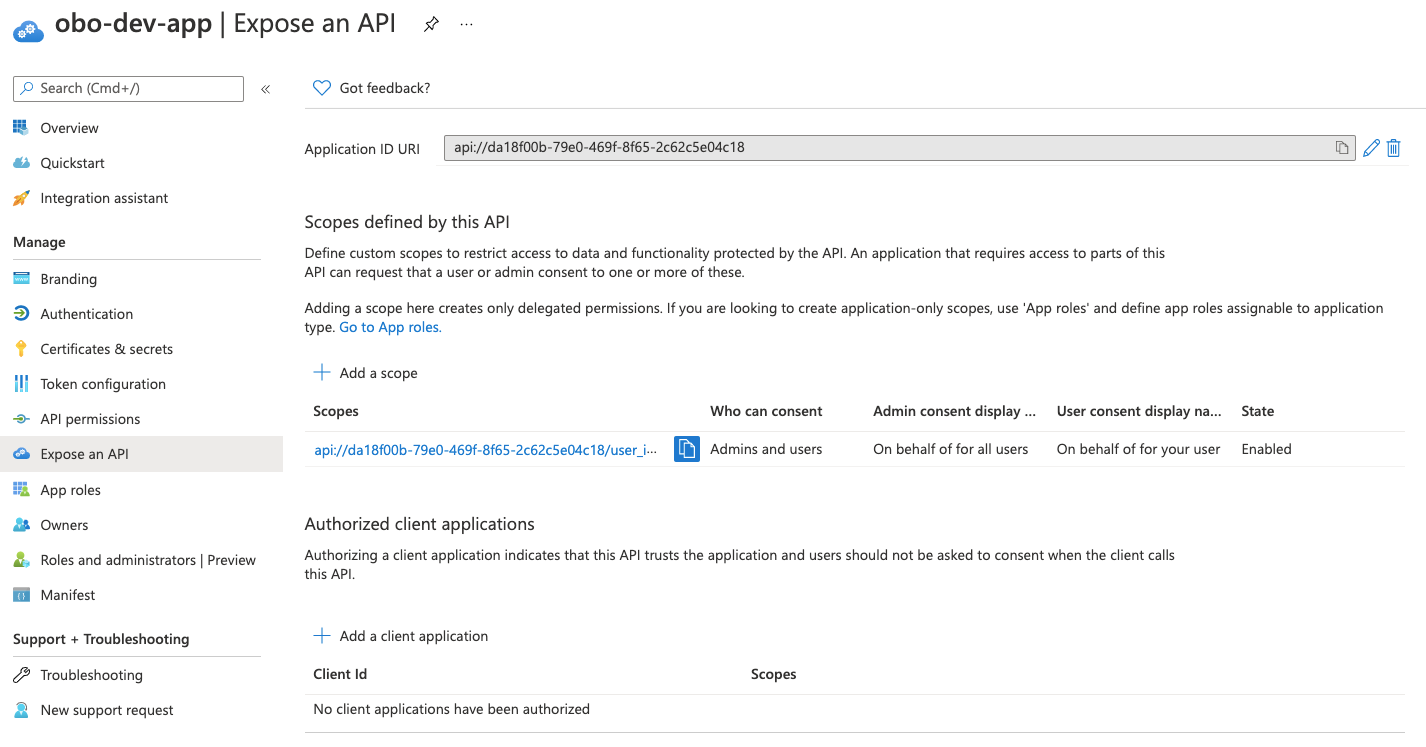 obo-dev-app | Expose an API ...
Search (Cmd+/)
«
Got feedback?
Overview
Quickstart
Integration assistant
Manage
Branding
Authentication
Certificates & secrets
Token configuration
API permissions
Expose an API
App roles
Owners
Roles and administrators | Preview
Manifest
Support + Troubleshooting
Troubleshooting
New support request
Application ID URI
api://da18f00b-79e0-469f-8f65-2c62c5e04c18
Scopes defined by this API
Define custom scopes to restrict access to data and functionality protected by the API. An application that requires access to parts of this
API can request that a user or admin consent to one or more of these.
Adding a scope here creates only delegated permissions. If you are looking to create application-only scopes, use 'App roles' and define app roles assignable to application
type. Go to App roles.
Add a scope
Scopes Who can consent Admin consent display ... User consent display na... State
api://da18f00b-79e0-469f-8f65-2c62c5e04c18/user_i... Admins and users On behalf of for all users On behalf of for your user Enabled
Authorized client applications
Authorizing a client application indicates that this API trusts the application and users should not be asked to consent when the client calls
this API.
Add a client application
Client Id Scopes
No client applications have been authorized